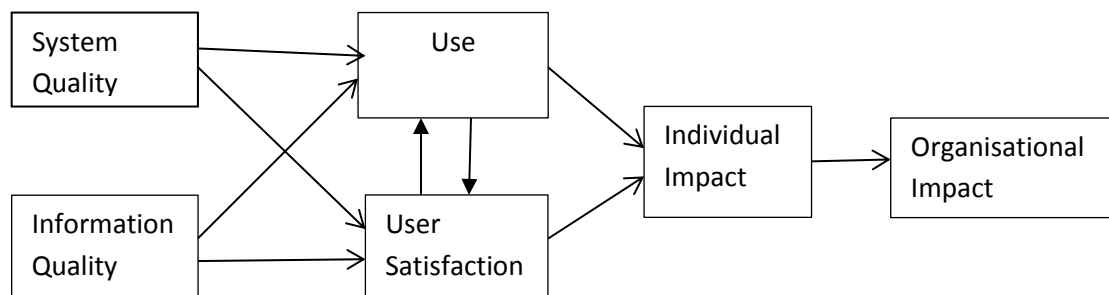 System
Quality
Use
Individual
Impact
Organisational
Impact
Information
Quality
User
Satisfaction